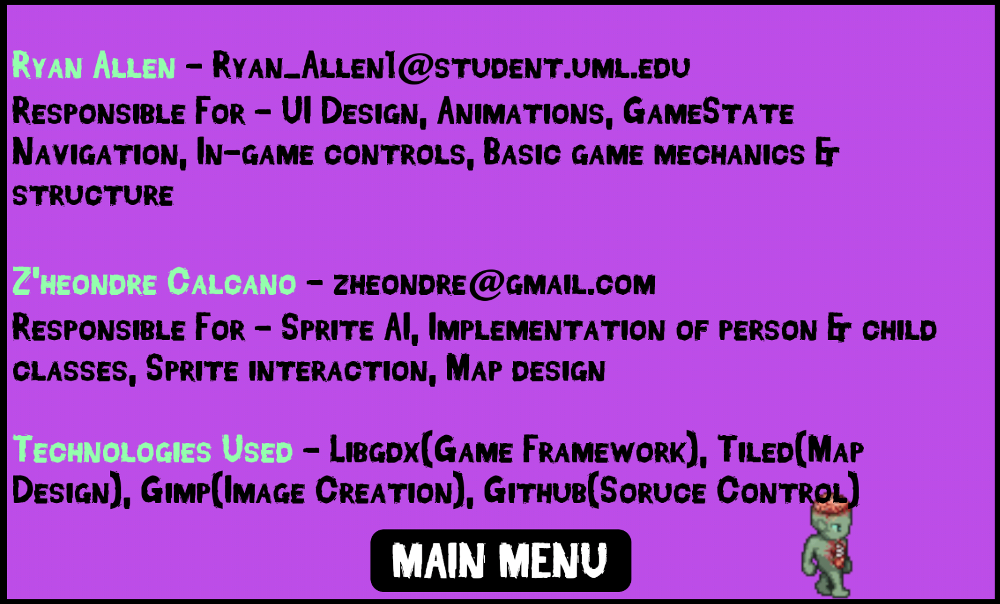 Ryan Allen - Ryan_Allen1@student.uml.edu
Responsible For - UI Design, Animations, GameState
Navigation, In-game controls, Basic game mechanics &
structure
Z'heondre Calcano - zheondre@gmail.com
Responsible For - Sprite AI, Implementation of person & child
classes, Sprite interaction, Map design
Technologies Used - Libgdx(Game Framework), Tiled(Map
Design), Gimp(Image Creation), Github(Soruce Control)
MAIN MENU